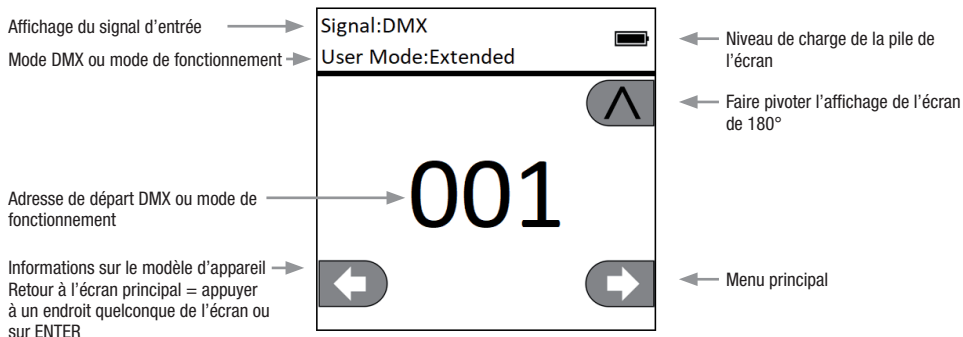 Affichage du signal d’entrée
Mode DMX ou mode de fonctionnement
Signal:DMX
User Mode:Extended
Niveau de charge de la pile de
l’écran
Faire pivoter l’affichage de l’écran
de 180°
Adresse de départ DMX ou mode de
fonctionnement
001
Informations sur le modèle d’appareil
Retour à l’écran principal = appuyer
à un endroit quelconque de l’écran ou
sur ENTER
Menu principal